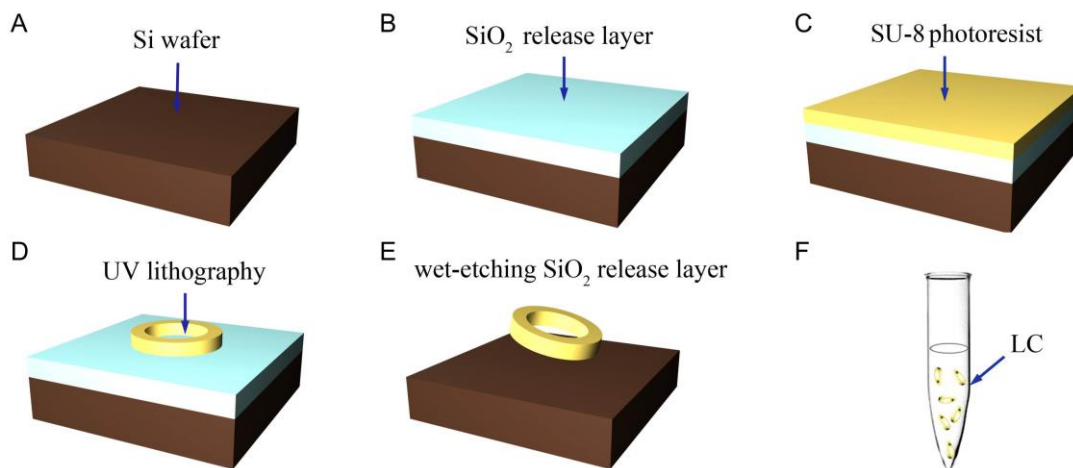 A
Si wafer
B
SiO₂ release layer
C
SU-8 photoresist
D
UV lithography
E
wet-etching SiO₂ release layer
F
LC